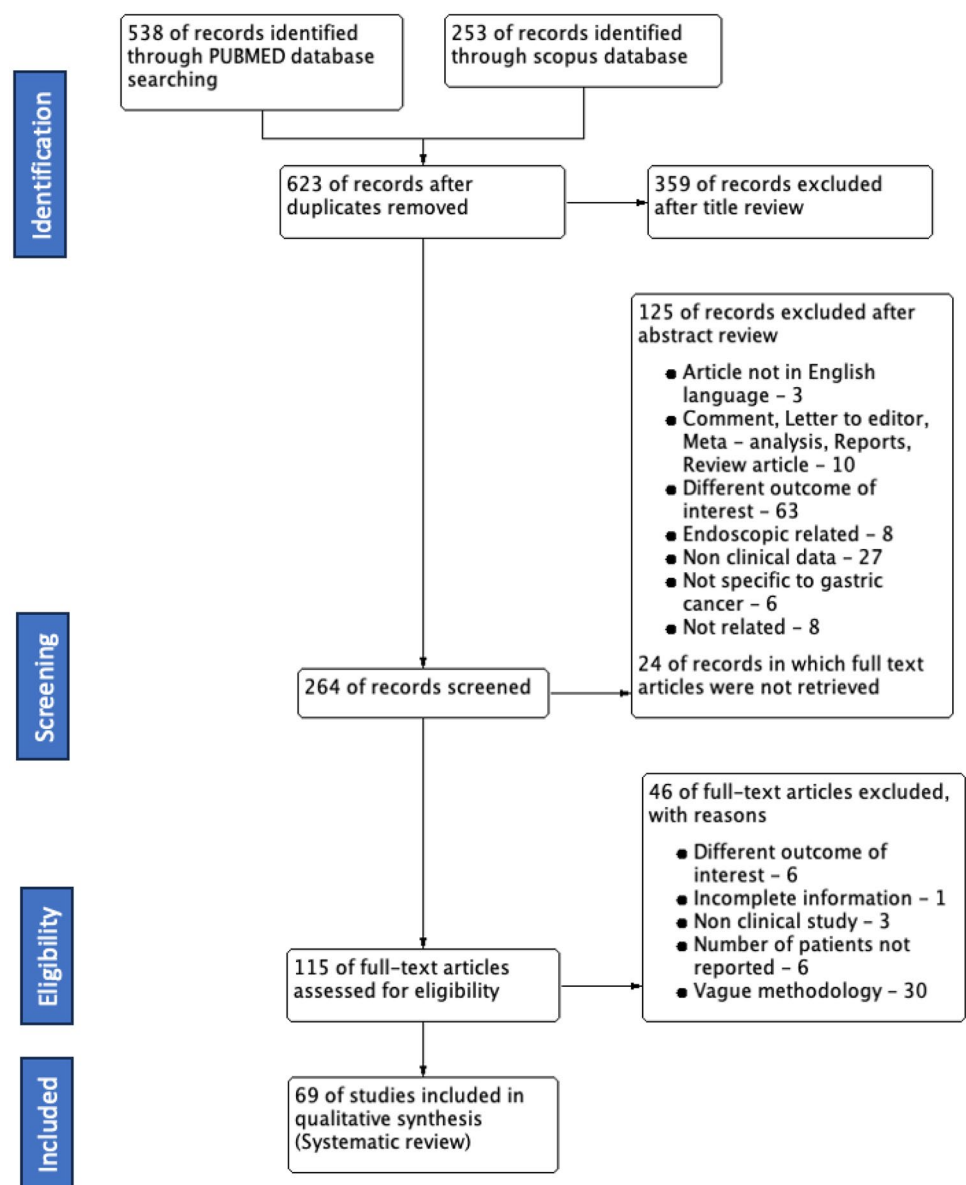 538 of records identified
through PUBMED database
searching
253 of records identified
through scopus database
Identification
623 of records after
duplicates removed
359 of records excluded
after title review
125 of records excluded after
abstract review
● Article not in English
language – 3
● Comment, Letter to editor,
Meta – analysis, Reports,
Review article – 10
● Different outcome of
interest – 63
● Endoscopic related – 8
● Non clinical data – 27
● Not specific to gastric
cancer – 6
● Not related – 8
24 of records in which full text
articles were not retrieved
Screening
264 of records screened
46 of full-text articles excluded,
with reasons
● Different outcome of
interest – 6
● Incomplete information – 1
● Non clinical study – 3
● Number of patients not
reported – 6
● Vague methodology – 30
Eligibility
115 of full-text articles
assessed for eligibility
Included
69 of studies included in
qualitative synthesis
(Systematic review)